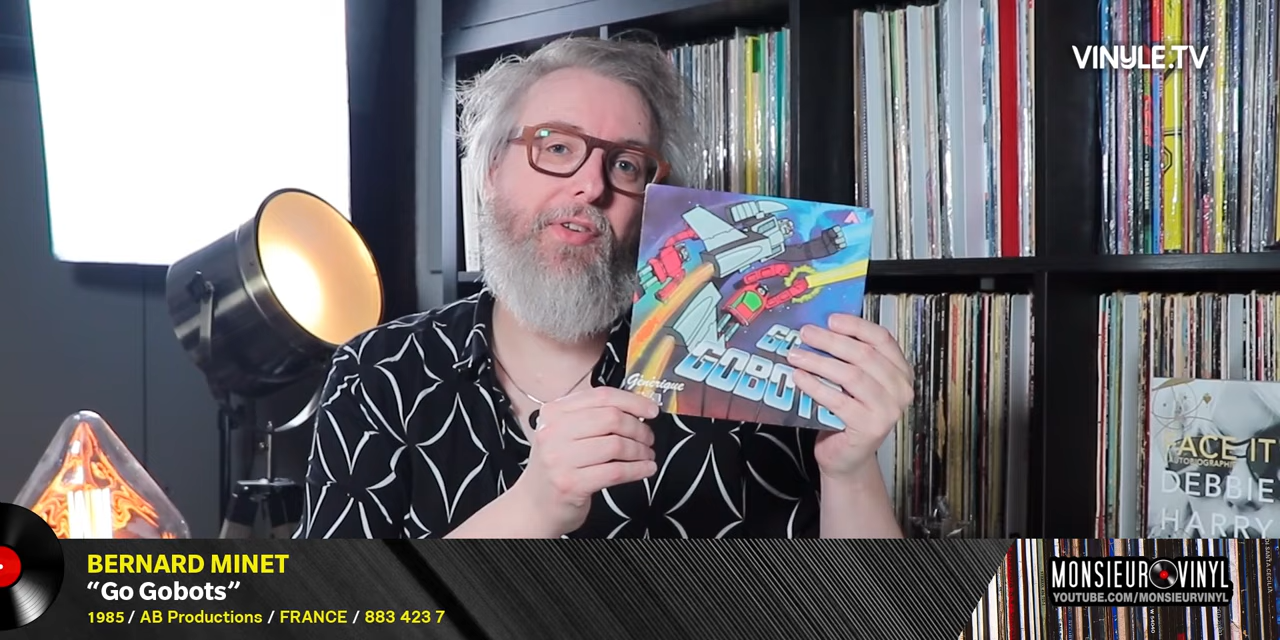 VINYLE.TV
GO
GOBOTS
Générique
FACE IT
AUTOBIOGRAPHIE
DEBBIE
HARRY
BERNARD MINET
“Go Gobots”
1985 / AB Productions / FRANCE / 883 423 7
MONSIEUR VINYL
YOUTUBE.COM/MONSIEURVINYL